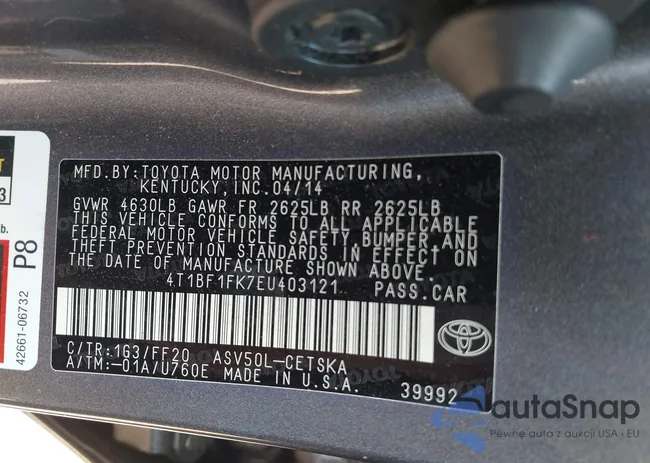 T
3
b.
P8
42661-06732
MFD.BY:TOYOTA MOTOR MANUFACTURING,
KENTUCKY,INC.04/14
GVWR 4630LB GAWR FR 2625LB RR 2625LB
THIS VEHICLE CONFORMS TO ALL APPLICABLE
FEDERAL MOTOR VEHICLE SAFETY,BUMPER,AND
THEFT PREVENTION STANDARDS IN EFFECT ON
THE DATE OF MANUFACTURE SHOWN ABOVE.
4T1BF1FK7EU403121 PASS.CAR
C/TR:1G3/FF20 ASV50L-CETSKA
A/TM:-01A/U760E MADE IN U.S.A. 39992
autaSnap
Pewne auta z aukcji USA i EU